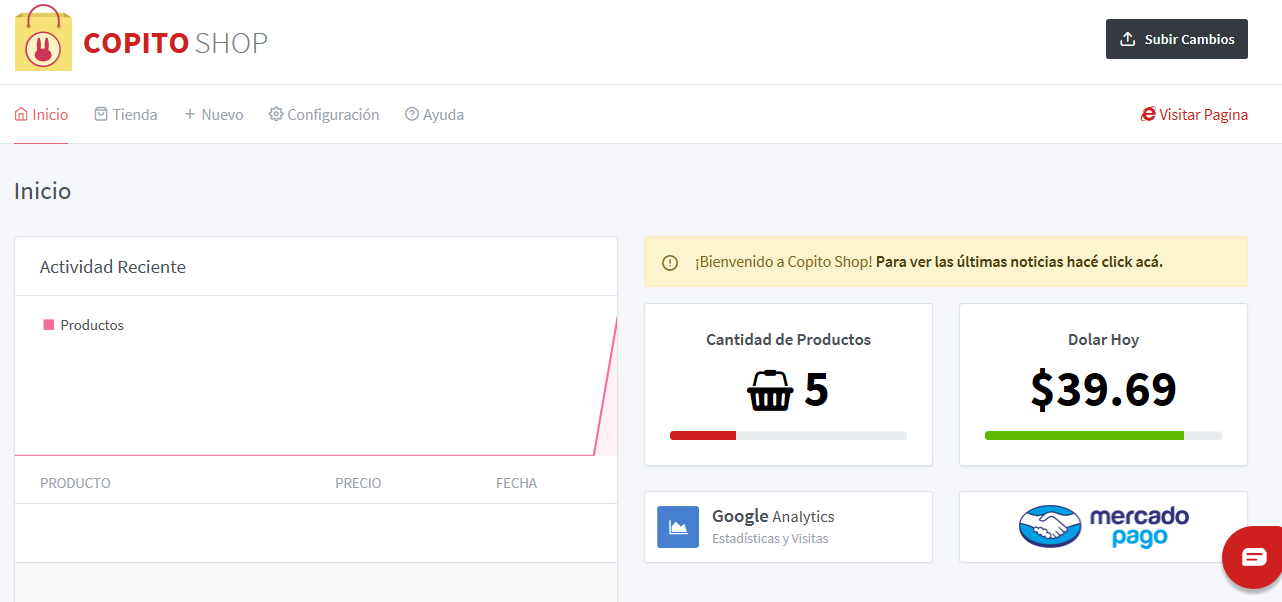 COPITO SHOP
Subir Cambios
Inicio
Tienda
Nuevo
Configuración
Ayuda
Visitar Pagina
Inicio
Actividad Reciente
Productos
PRODUCTO PRECIO FECHA
¡Bienvenido a Copito Shop! Para ver las últimas noticias hacé click acá.
Cantidad de Productos
5
Dolar Hoy
$39.69
Google Analytics
Estadísticas y Visitas
mercado
pago